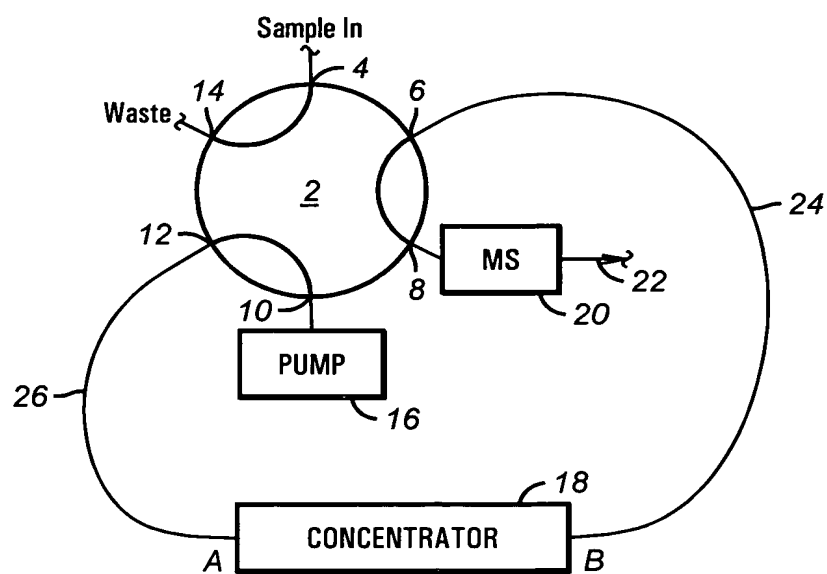 Sample In
4
14
6
Waste
2
24
12
MS
8
22
10
20
PUMP
26
16
18
CONCENTRATOR
A
B